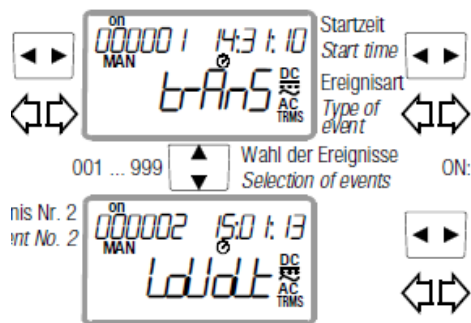 on
000001 14:31:10
MAN
trAnS
DC
AC
TRMS
Startzeit
Start time
Ereignisart
Type of
event
001 ... 999
Wahl der Ereignisse
Selection of events
ON:
nis Nr. 2
nt No. 2
on
000002 15:01:13
MAN
LoUoLt
DC
AC
TRMS